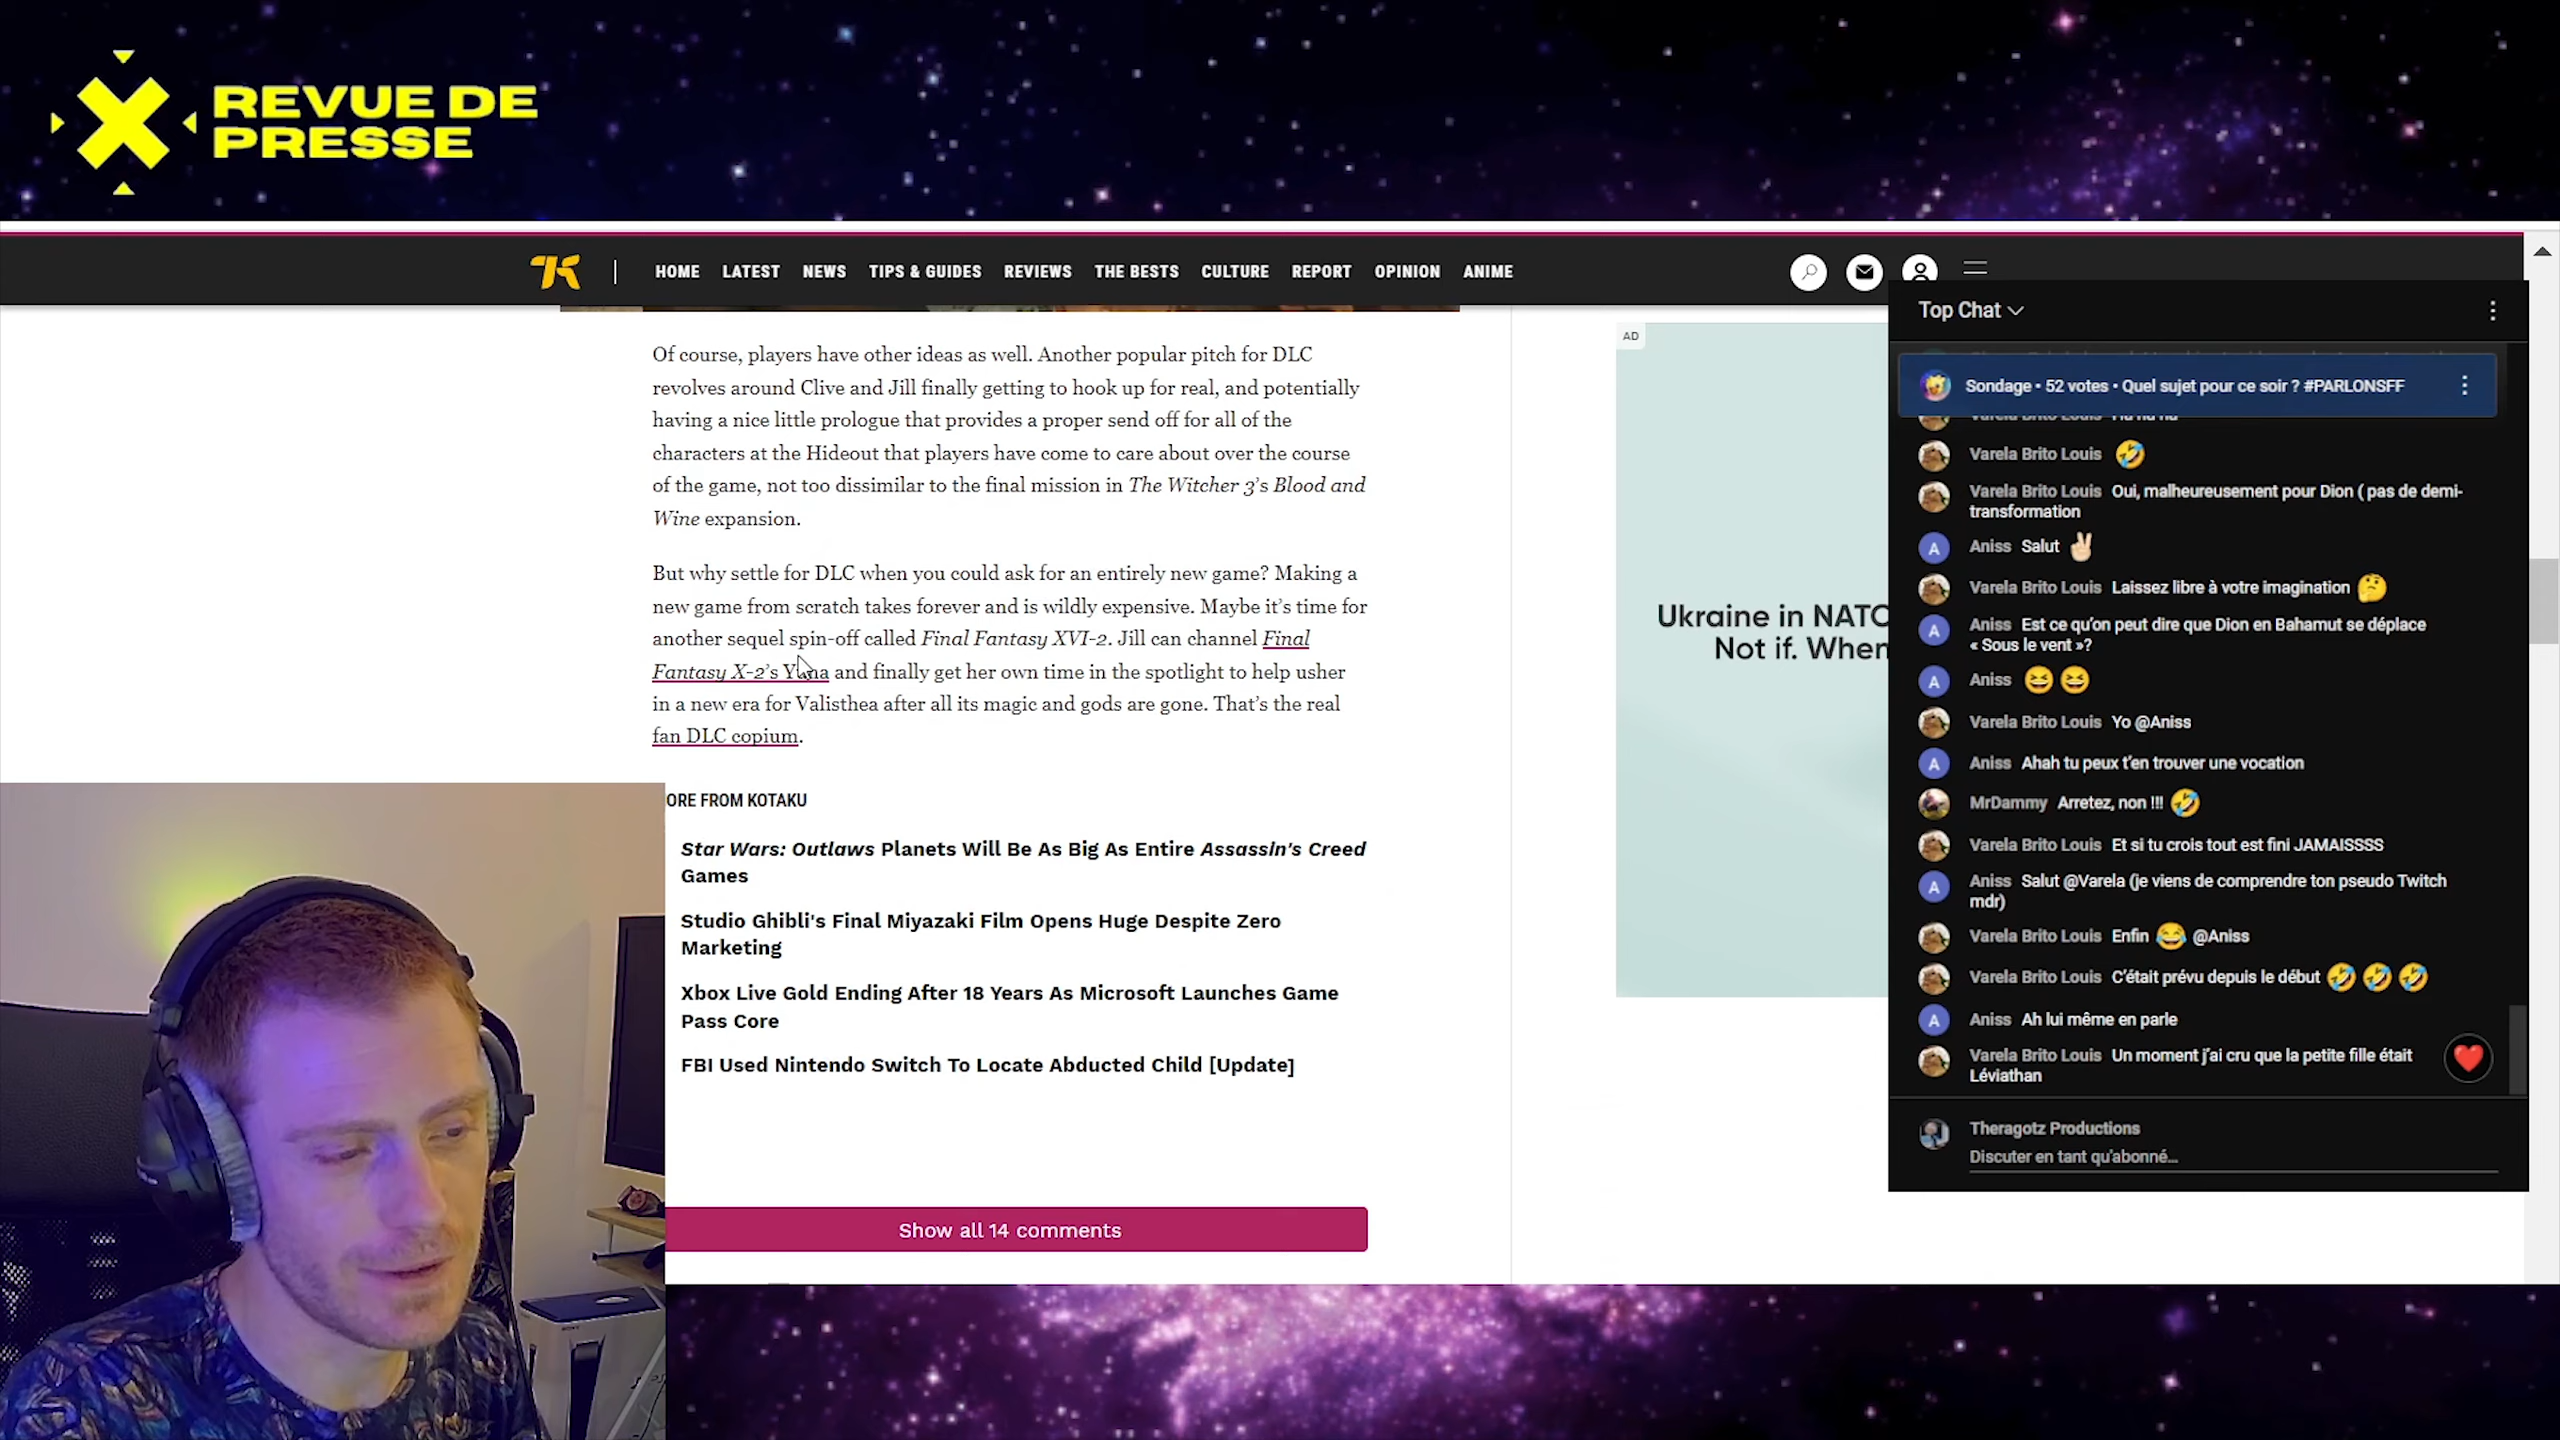 REVUE DE
PRESSE
HOME LATEST NEWS TIPS & GUIDES REVIEWS THE BESTS CULTURE REPORT OPINION ANIME
Of course, players have other ideas as well. Another popular pitch for DLC
revolves around Clive and Jill finally getting to hook up for real, and potentially
having a nice little prologue that provides a proper send off for all of the
characters at the Hideout that players have come to care about over the course
of the game, not too dissimilar to the final mission in The Witcher 3's Blood and
Wine expansion.
But why settle for DLC when you could ask for an entirely new game? Making a
new game from scratch takes forever and is wildly expensive. Maybe it's time for
another sequel spin-off called Final Fantasy XVI-2. Jill can channel Final
Fantasy X-2's Yuna and finally get her own time in the spotlight to help usher
in a new era for Valisthea after all its magic and gods are gone. That's the real
fan DLC copium.
ORE FROM KOTAKU
Star Wars: Outlaws Planets Will Be As Big As Entire Assassin's Creed
Games
Studio Ghibli's Final Miyazaki Film Opens Huge Despite Zero
Marketing
Xbox Live Gold Ending After 18 Years As Microsoft Launches Game
Pass Core
FBI Used Nintendo Switch To Locate Abducted Child [Update]
Show all 14 comments
AD
Ukraine in NATO
Not if. When
Top Chat
Sondage • 52 votes • Quel sujet pour ce soir ? #PARLONSFF
Varela Brito Louis
Varela Brito Louis 🤣
Varela Brito Louis Oui, malheureusement pour Dion ( pas de demi-
transformation
A Aniss Salut ✌🏻
Varela Brito Louis Laissez libre à votre imagination 🤔
A Aniss Est ce qu'on peut dire que Dion en Bahamut se déplace
« Sous le vent »?
A Aniss 😆 😆
Varela Brito Louis Yo @Aniss
A Aniss Ahah tu peux t'en trouver une vocation
MrDammy Arretez, non !!! 🤣
Varela Brito Louis Et si tu crois tout est fini JAMAISSSS
A Aniss Salut @Varela (je viens de comprendre ton pseudo Twitch
mdr)
Varela Brito Louis Enfin 😂 @Aniss
Varela Brito Louis C'était prévu depuis le début 🤣 🤣 🤣
A Aniss Ah lui même en parle
Varela Brito Louis Un moment j'ai cru que la petite fille était
Léviathan
Theragotz Productions
Discuter en tant qu'abonné...